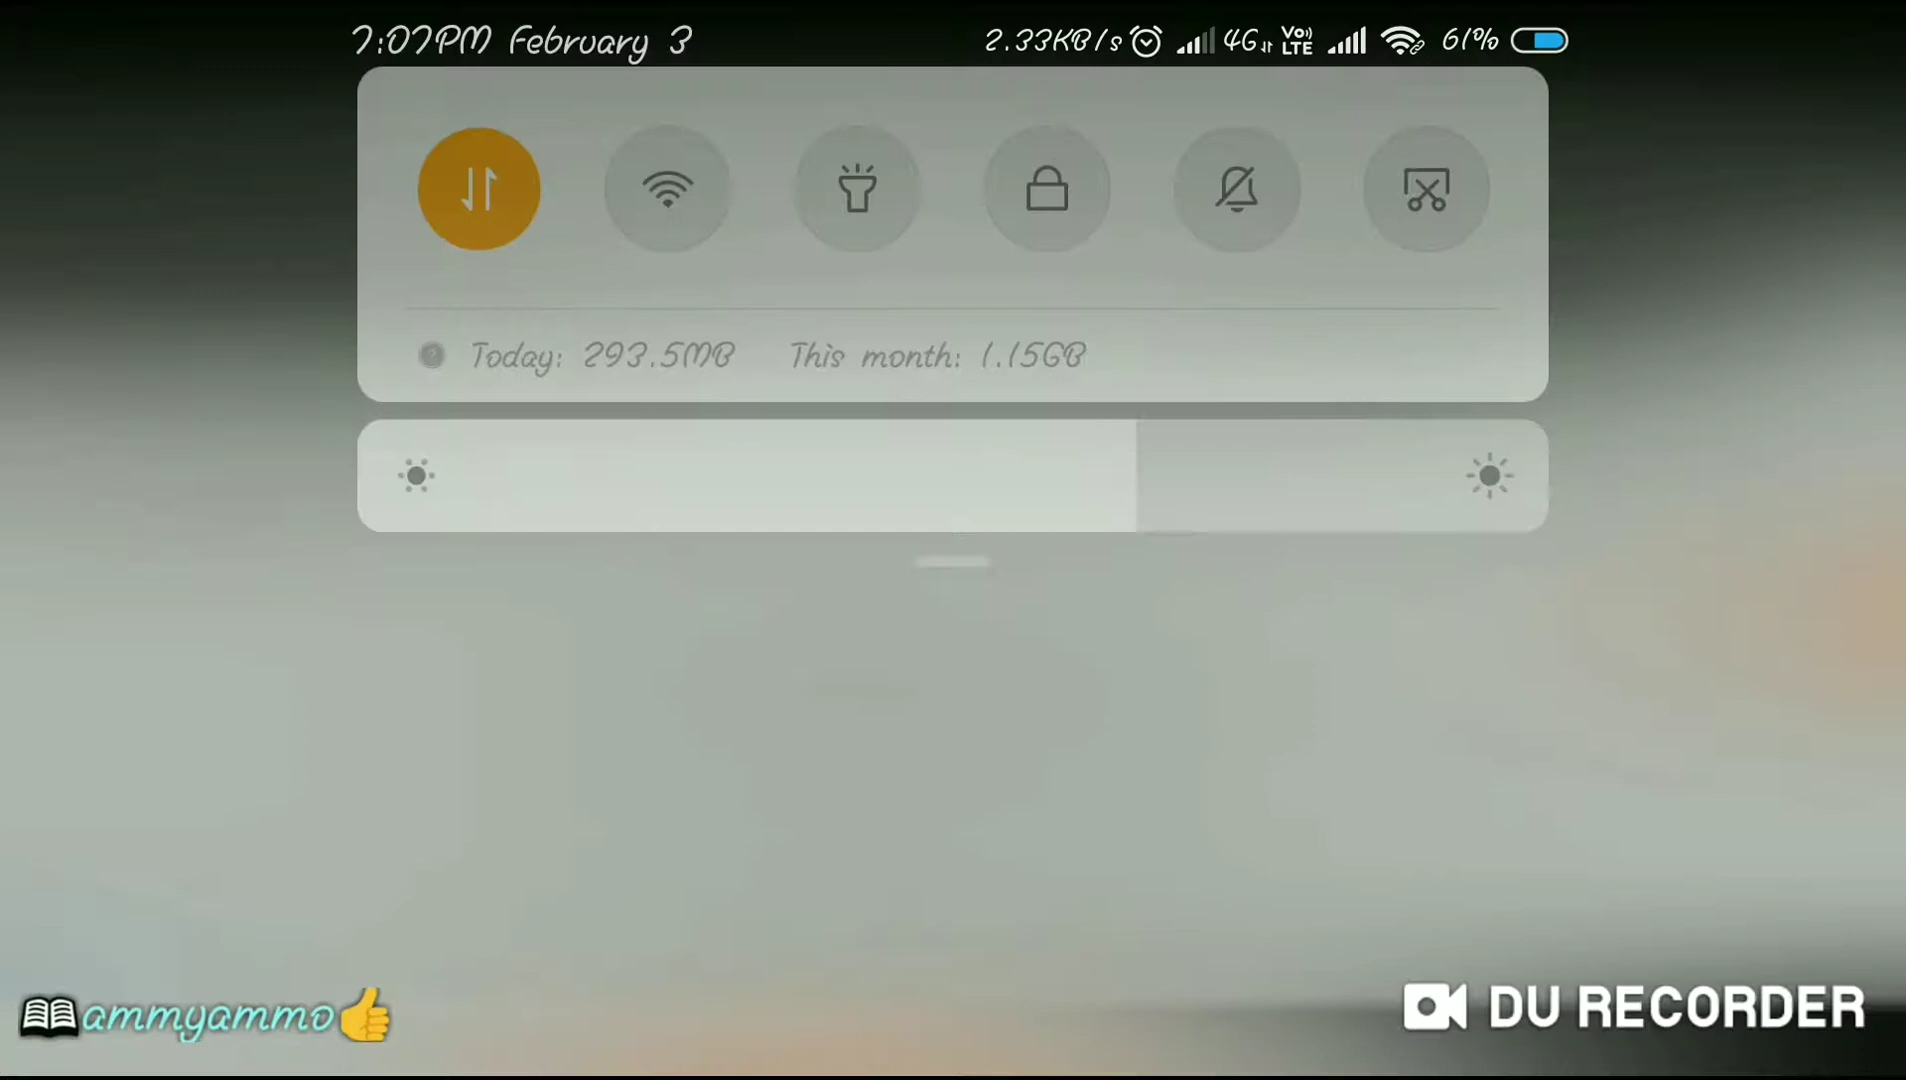 7:07PM February 3 2.33KB/s 4G Vo)) LTE 61%
Today: 293.5MB This month: 1.15GB
ammyammo
DU RECORDER